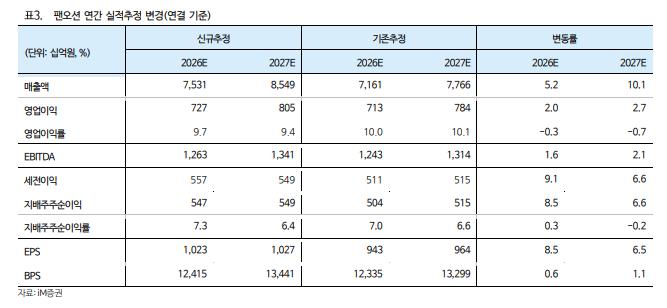 표3. 팬오션 연간 실적추정 변경(연결 기준)
(단위: 십억원, %) 신규추정 기존추정 변동률
2026E 2027E 2026E 2027E 2026E 2027E
매출액 7,531 8,549 7,161 7,766 5.2 10.1
영업이익 727 805 713 784 2.0 2.7
영업이익률 9.7 9.4 10.0 10.1 -0.3 -0.7
EBITDA 1,263 1,341 1,243 1,314 1.6 2.1
세전이익 557 549 511 515 9.1 6.6
지배주주순이익 547 549 504 515 8.5 6.6
지배주주순이익률 7.3 6.4 7.0 6.6 0.3 -0.2
EPS 1,023 1,027 943 964 8.5 6.5
BPS 12,415 13,441 12,335 13,299 0.6 1.1
자료: iM증권